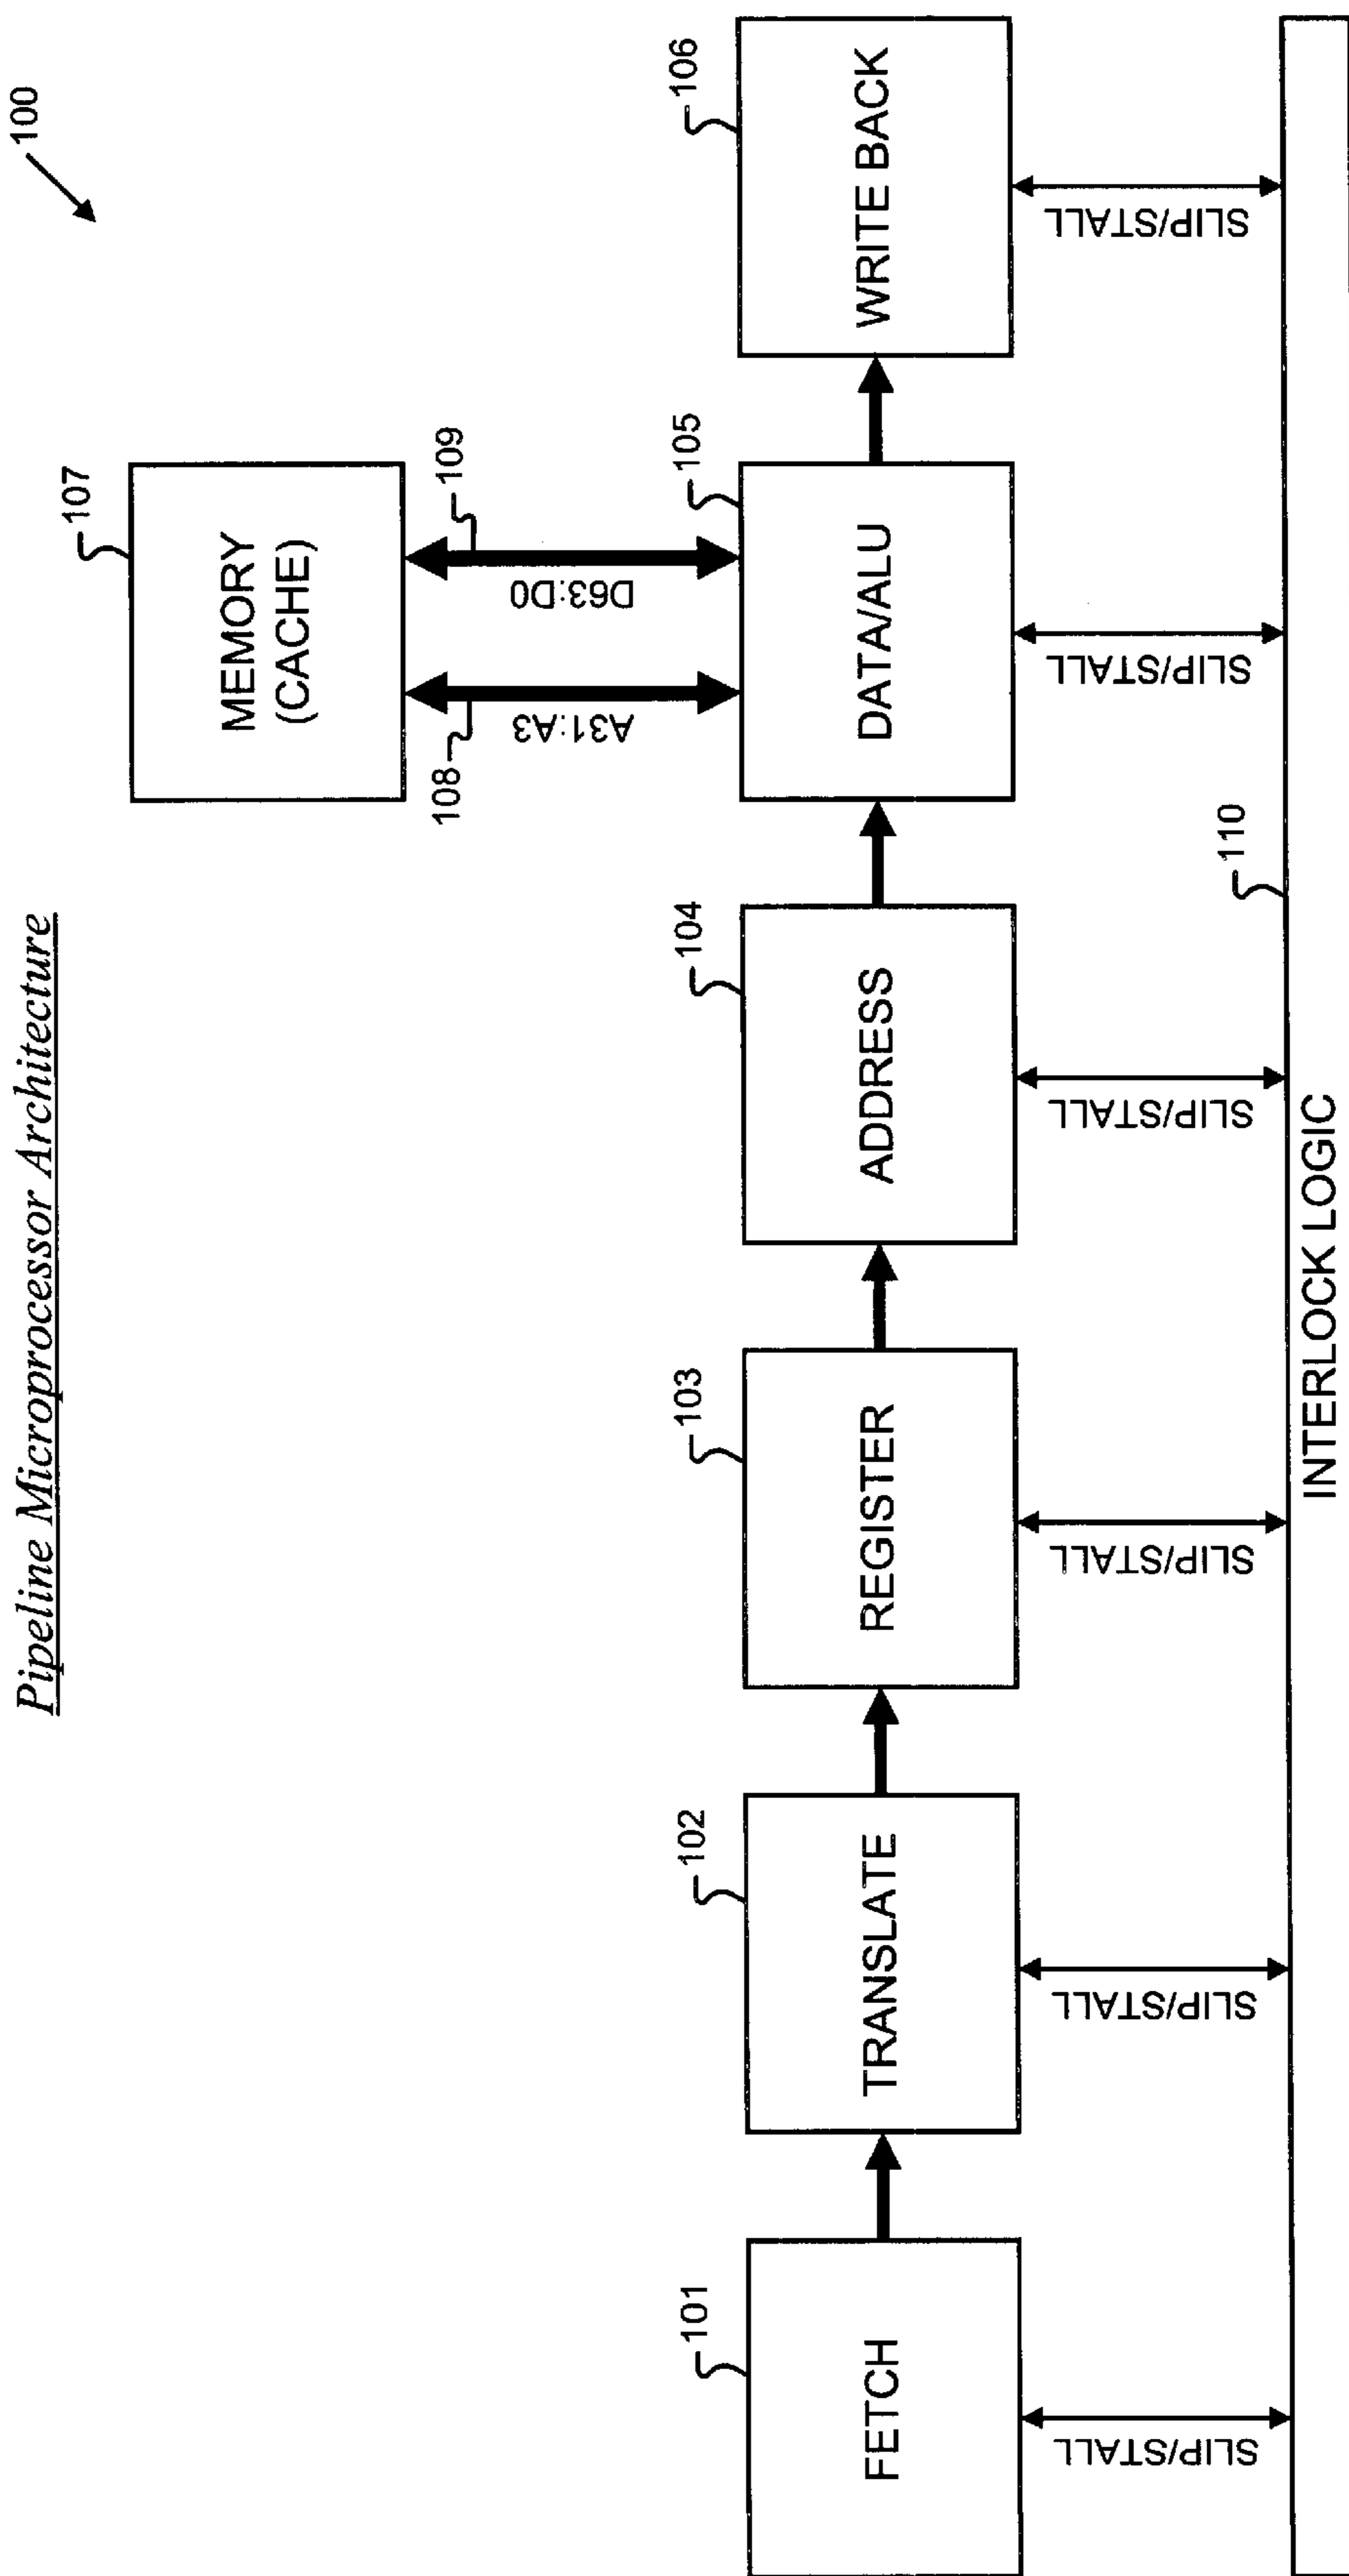 Pipeline Microprocessor Architecture
100
107
MEMORY
(CACHE)
108
A31:A3
D63:D0
109
101
FETCH
102
TRANSLATE
103
REGISTER
104
ADDRESS
105
DATA/ALU
106
WRITE BACK
SLIP/STALL
SLIP/STALL
SLIP/STALL
SLIP/STALL
SLIP/STALL
SLIP/STALL
110
INTERLOCK LOGIC